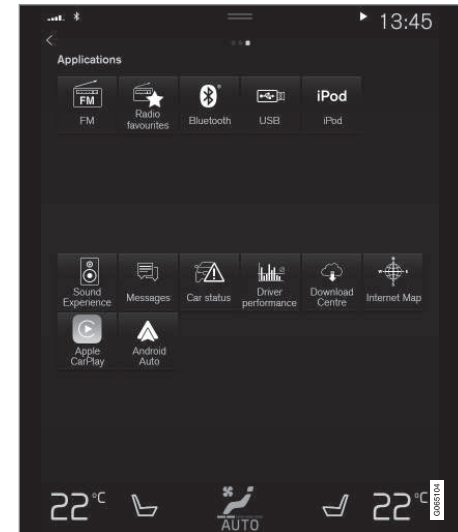 13:45
Applications
FM
FM
Radio
favourites
Bluetooth
USB
iPod
iPod
Sound
Experience
Messages
Car status
Driver
performance
Download
Centre
Internet Map
Apple
CarPlay
Android
Auto
22°C
AUTO
22°C
G065104